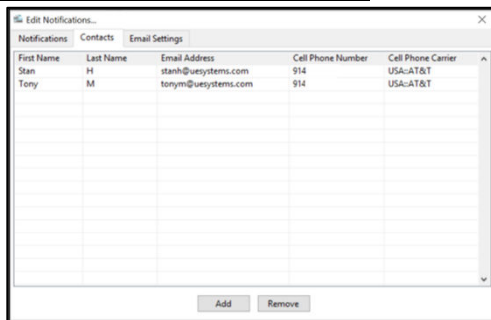 Edit Notifications...
Notifications Contacts Email Settings
First Name Last Name Email Address Cell Phone Number Cell Phone Carrier
Stan H stanh@uesystems.com 914 USA::AT&T
Tony M tonym@uesystems.com 914 USA::AT&T
Add Remove